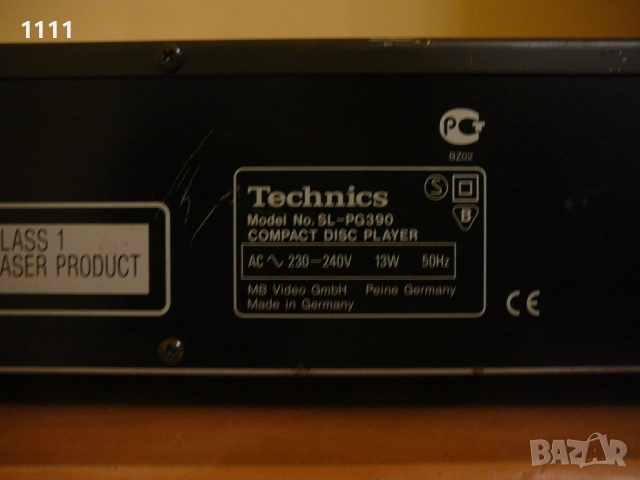 1111
PC
BZ02
Technics
S
B
Model No. SL-PG390
COMPACT DISC PLAYER
AC ∿ 230–240V 13W 50Hz
MB Video GmbH Peine Germany
Made in Germany
LASS 1
ASER PRODUCT
CE
BAZAR